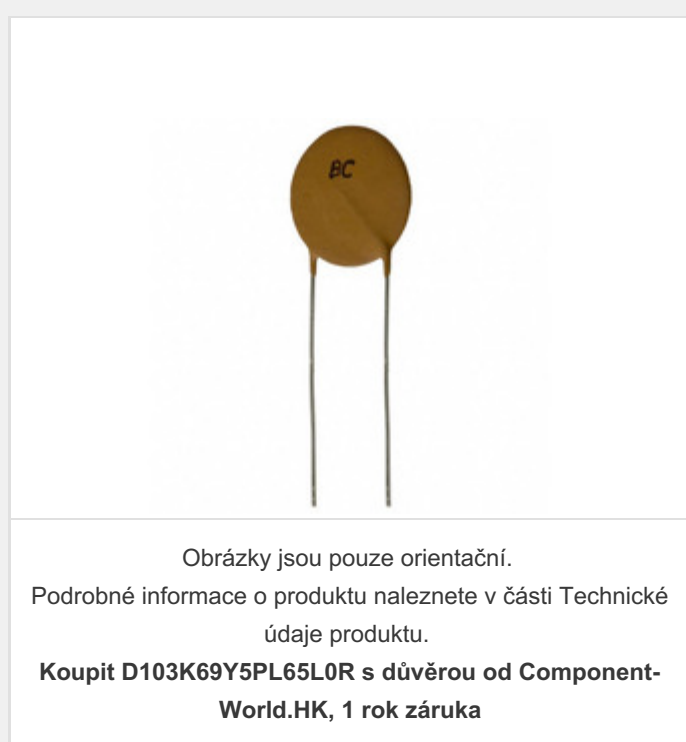 BC
Obrázky jsou pouze orientační.
Podrobné informace o produktu naleznete v části Technické
údaje produktu.
Koupit D103K69Y5PL65L0R s důvěrou od Component-
World.HK, 1 rok záruka